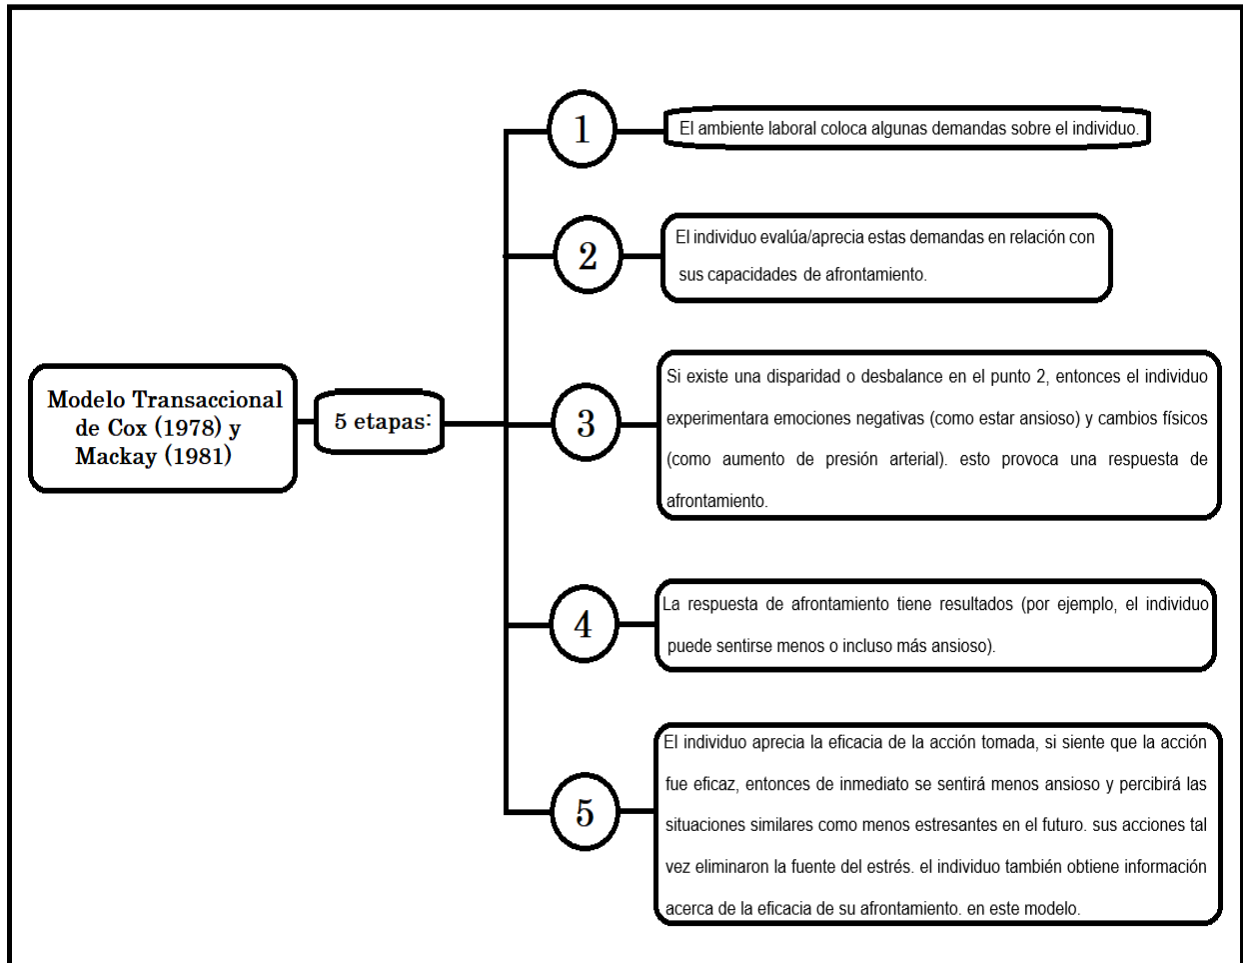 Modelo Transaccional
de Cox (1978) y
Mackay (1981)
5 etapas:
1
El ambiente laboral coloca algunas demandas sobre el individuo.
2
El individuo evalúa/aprecia estas demandas en relación con
sus capacidades de afrontamiento.
3
Si existe una disparidad o desbalance en el punto 2, entonces el individuo
experimentara emociones negativas (como estar ansioso) y cambios físicos
(como aumento de presión arterial). esto provoca una respuesta de
afrontamiento.
4
La respuesta de afrontamiento tiene resultados (por ejemplo, el individuo
puede sentirse menos o incluso más ansioso).
5
El individuo aprecia la eficacia de la acción tomada, si siente que la acción
fue eficaz, entonces de inmediato se sentirá menos ansioso y percibirá las
situaciones similares como menos estresantes en el futuro. sus acciones tal
vez eliminaron la fuente del estrés. el individuo también obtiene información
acerca de la eficacia de su afrontamiento. en este modelo.